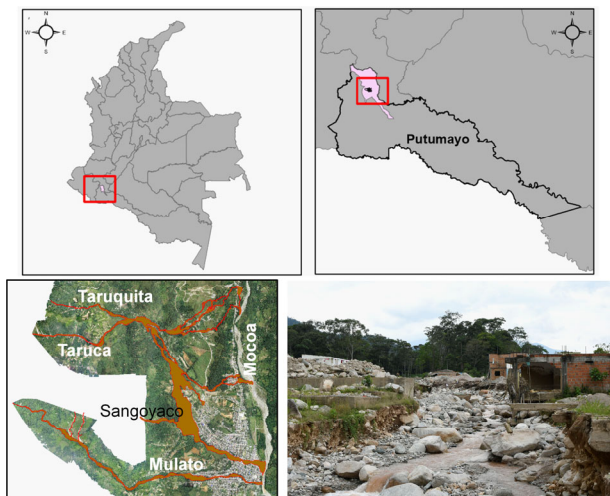 N
W E
S
N
W E
S
Putumayo
Taruquita
Taruca
Mocoa
Sangoyaco
Mulato